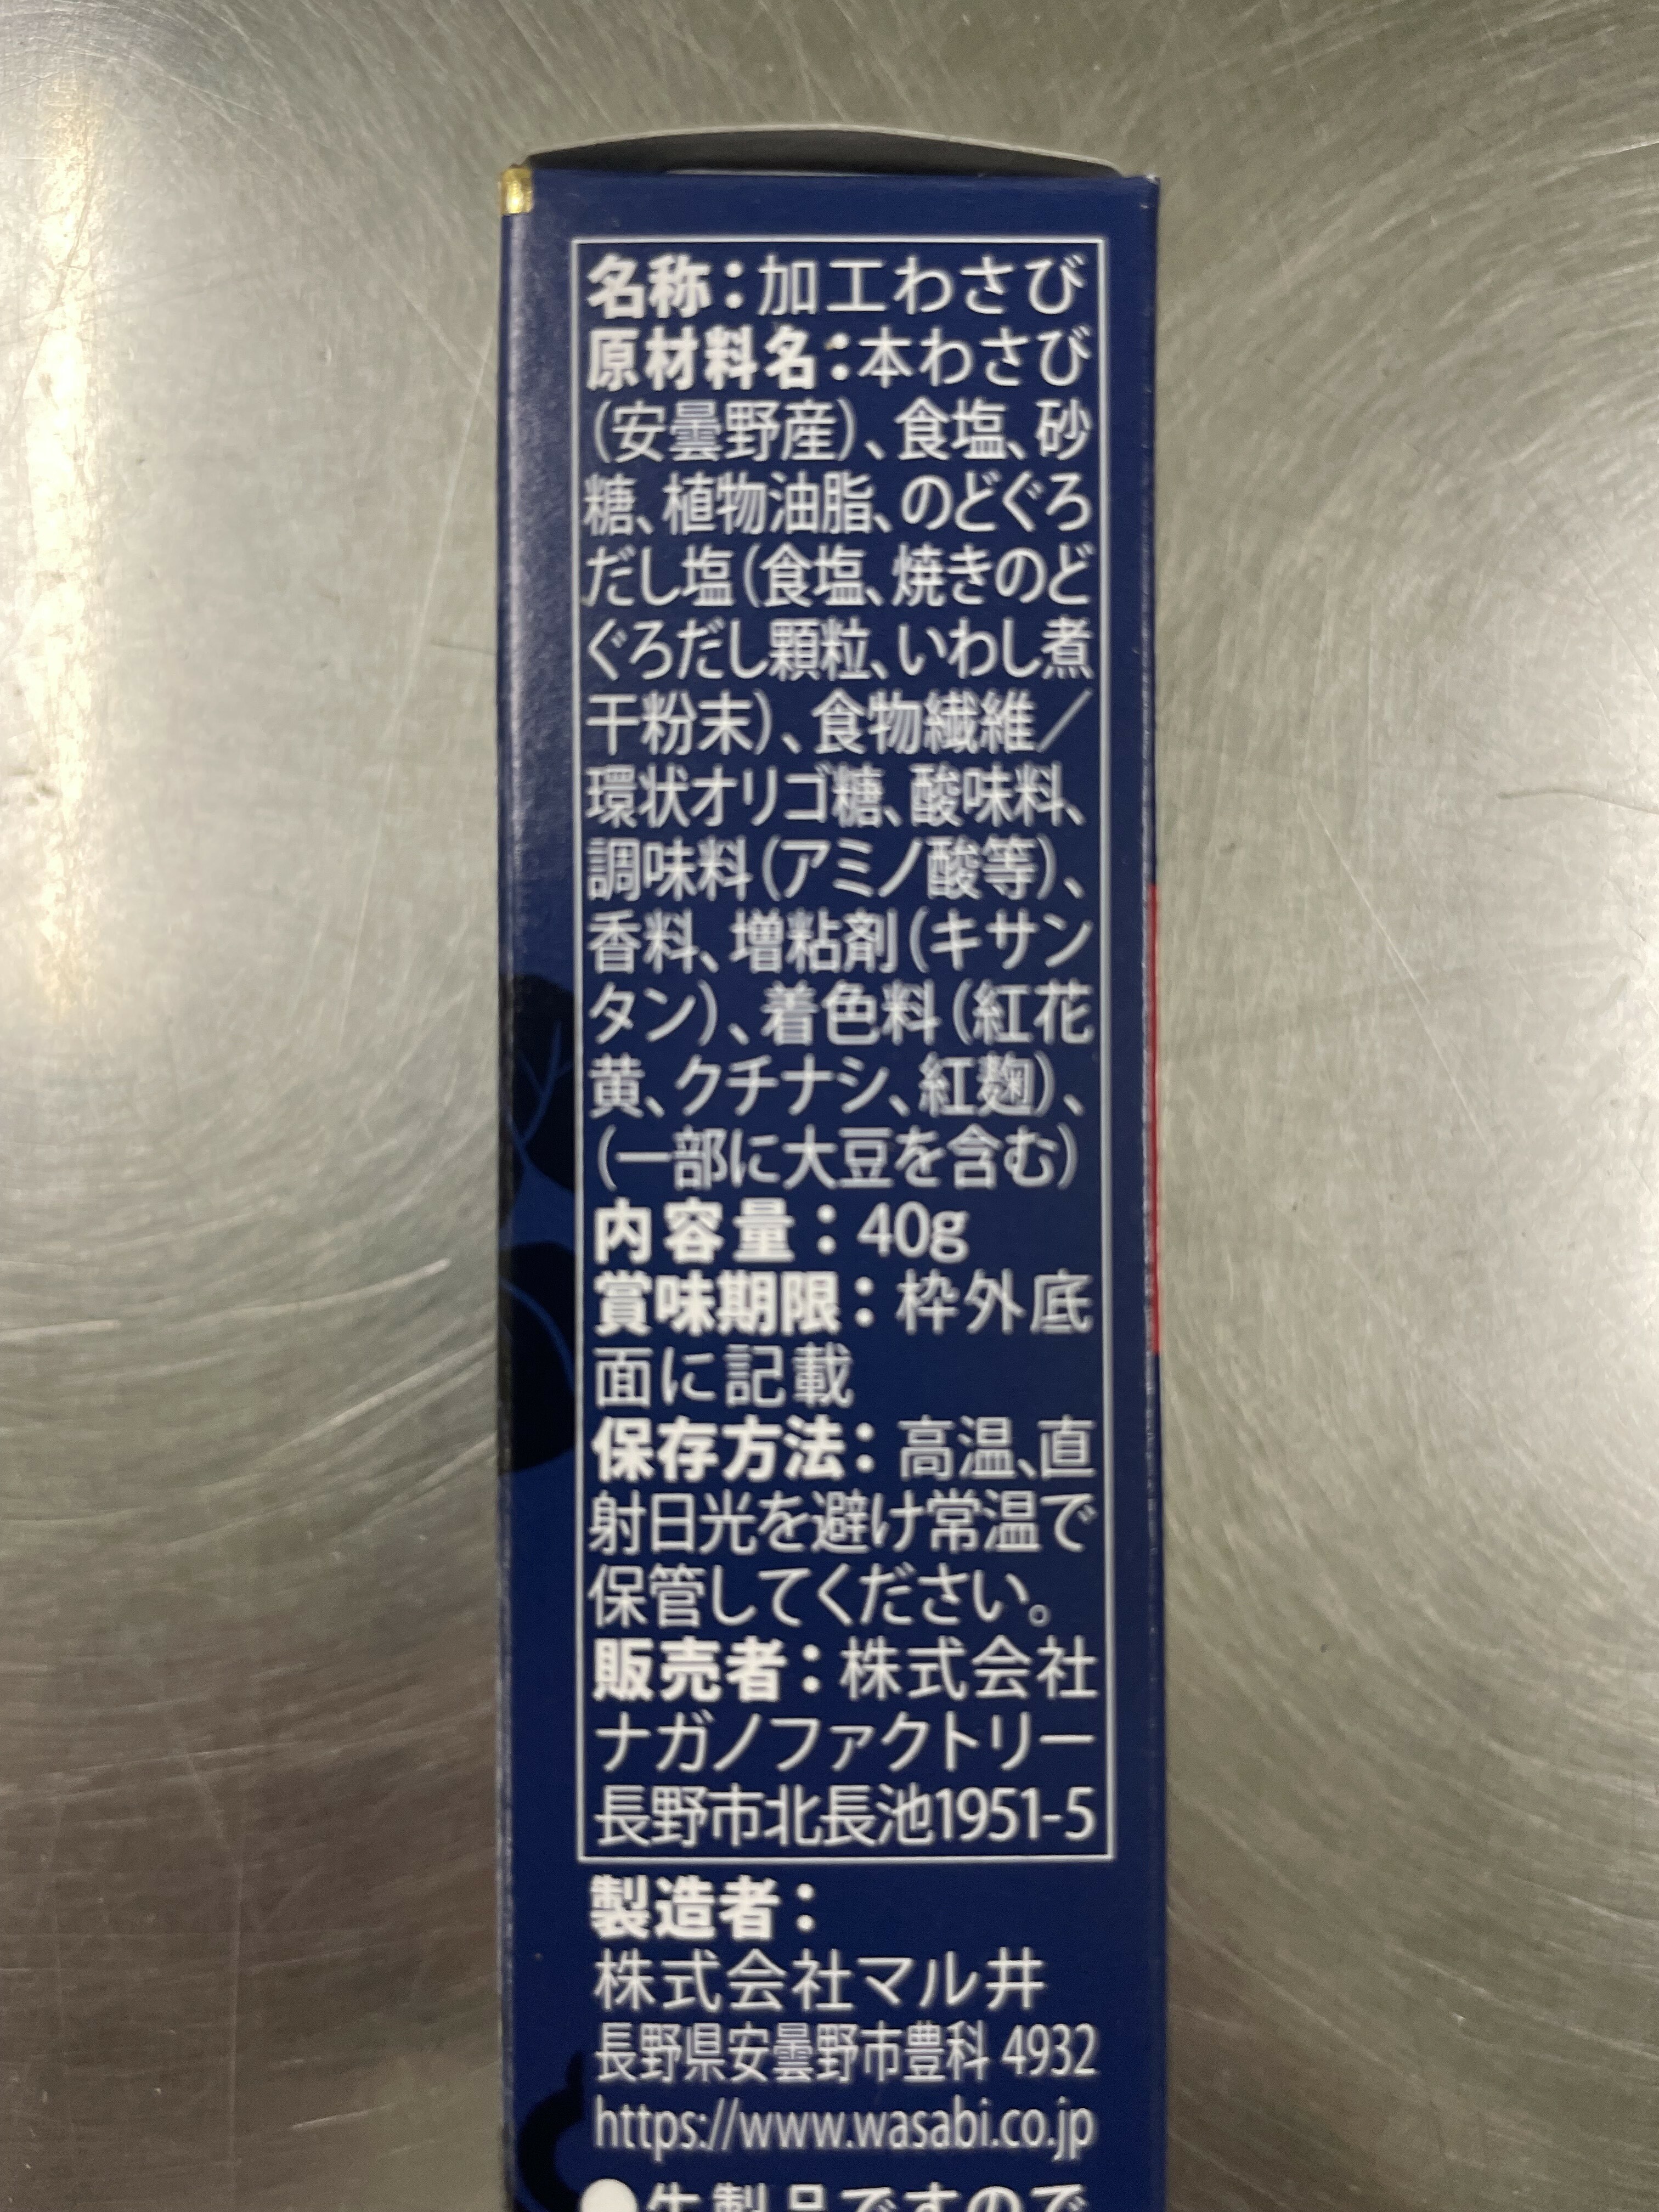 名称：加工わさび
原材料名：本わさび
（安曇野産）、食塩、砂
糖、植物油脂、のどぐろ
だし塩（食塩、焼きのど
ぐろだし顆粒、いわし煮
干粉末）、食物繊維／
環状オリゴ糖、酸味料、
調味料（アミノ酸等）、
香料、増粘剤（キサン
タン）、着色料（紅花
黄、クチナシ、紅麹）、
（一部に大豆を含む）
内容量：40g
賞味期限：枠外底
面に記載
保存方法：高温、直
射日光を避け常温で
保管してください。
販売者：株式会社
ナガノファクトリー
長野市北長池1951-5
製造者：
株式会社マル井
長野県安曇野市豊科 4932
https://www.wasabi.co.jp
●生製品ですので